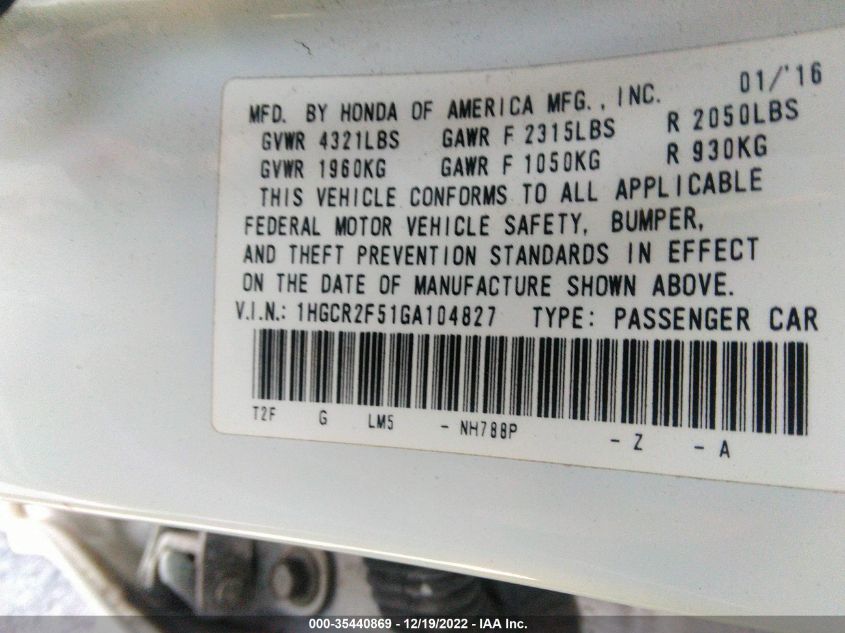 01/'16
MFD. BY HONDA OF AMERICA MFG., INC.
GVWR 4321LBS GAWR F 2315LBS R 2050LBS
GVWR 1960KG GAWR F 1050KG R 930KG
THIS VEHICLE CONFORMS TO ALL APPLICABLE
FEDERAL MOTOR VEHICLE SAFETY, BUMPER,
AND THEFT PREVENTION STANDARDS IN EFFECT
ON THE DATE OF MANUFACTURE SHOWN ABOVE.
V.I.N.: 1HGCR2F51GA104827 TYPE: PASSENGER CAR
T2F G LM5 - NH788P - Z - A
000-35440869 - 12/19/2022 - IAA Inc.